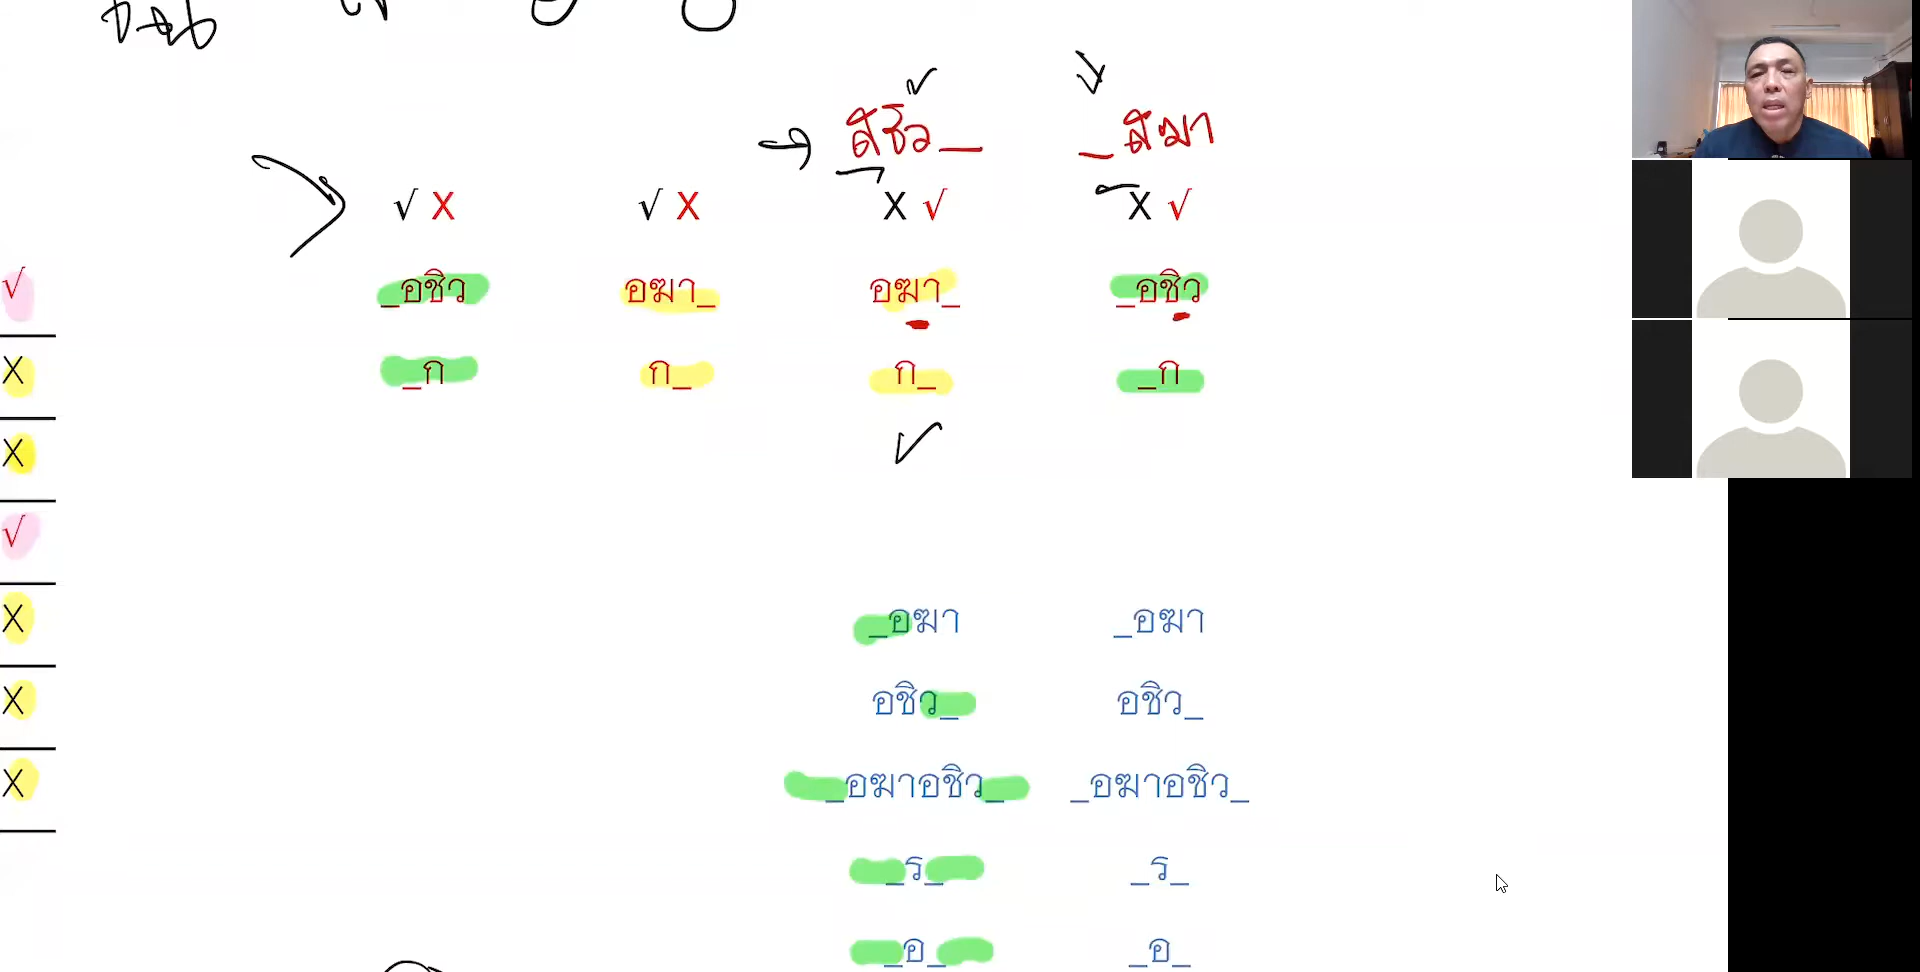 สีชิว_ _สีฆา
√ X √ X X √ X √
√ _อชิว อฆา_ อฆา_ _อชิว
X _ก ก_ ก_ _ก
X
√
X _อฆา _อฆา
X อชิว_ อชิว_
X _อฆาอชิว_ _อฆาอชิว_
_ร_ _ร_
_อ_ _อ_